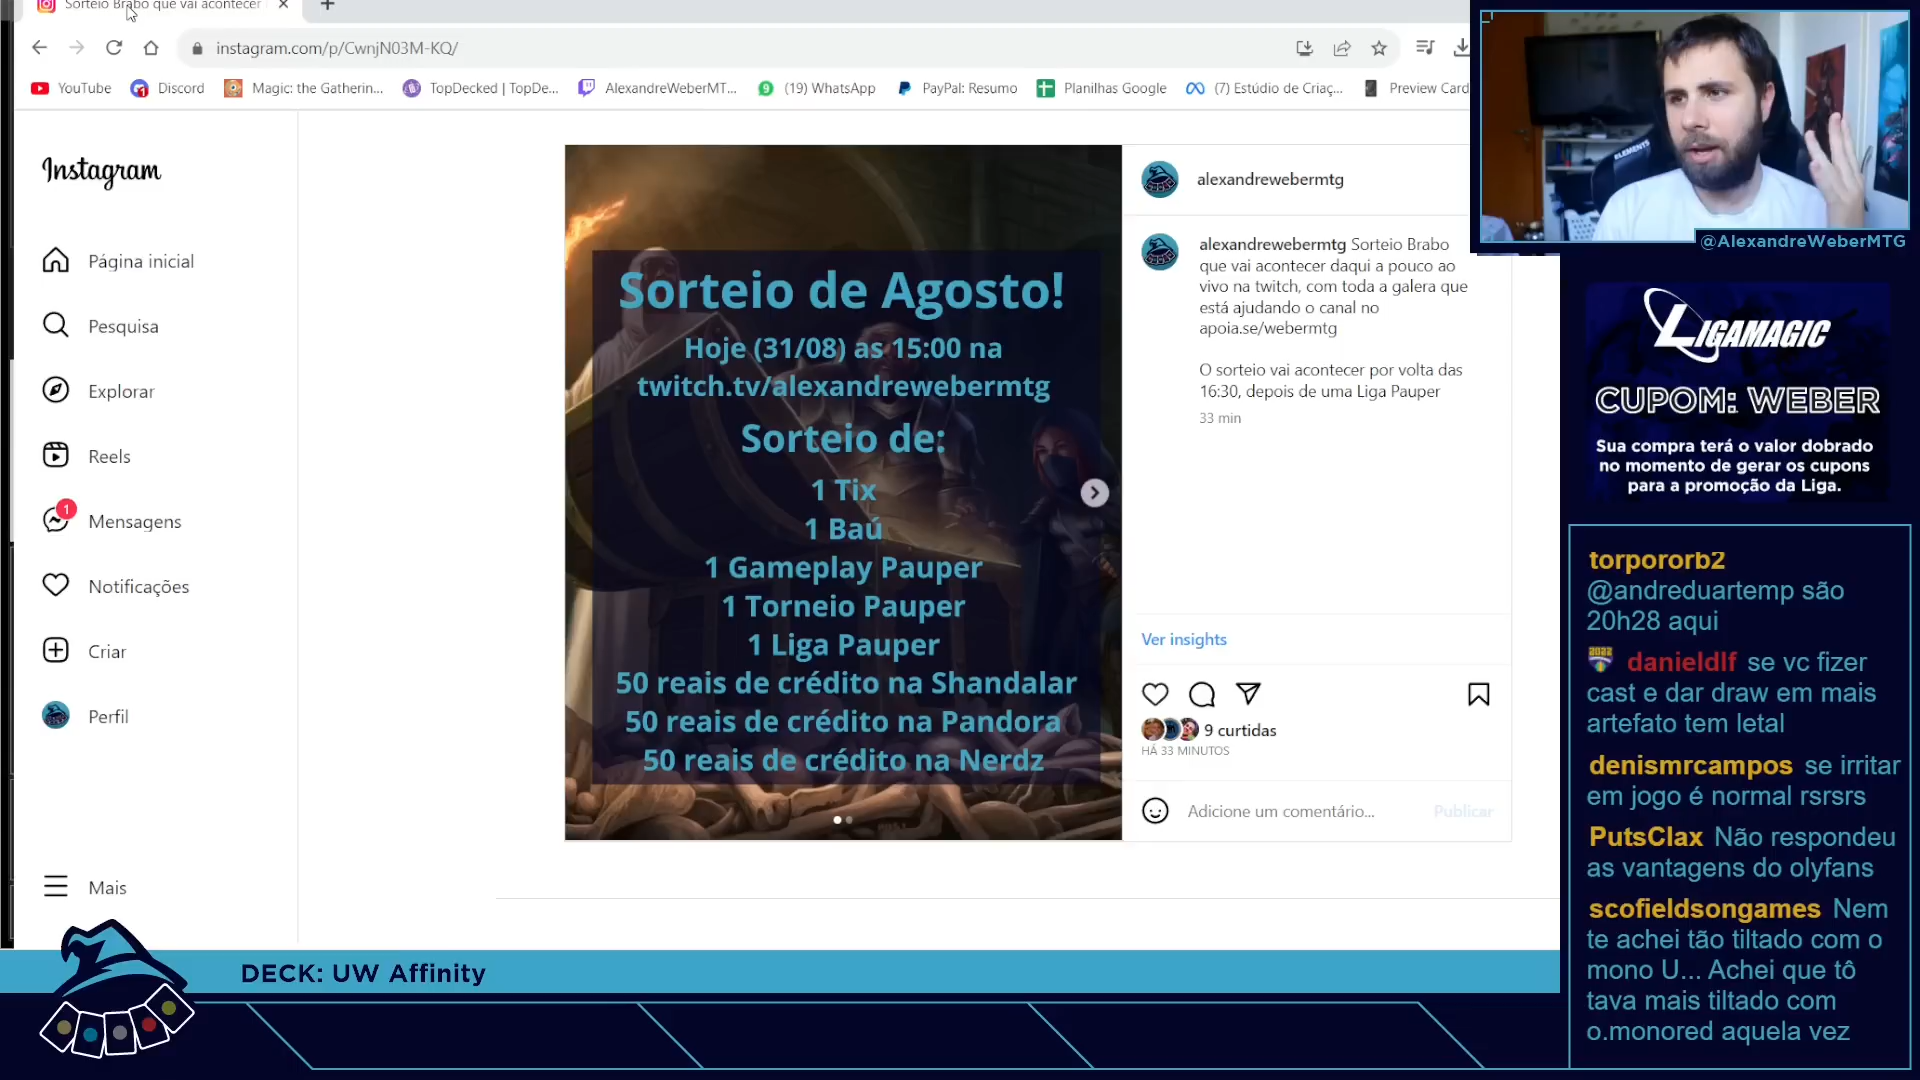 Sorteio Brabo que vai acontecer
instagram.com/p/CwnjN03M-KQ/
YouTube
Discord
Magic: the Gatherin...
TopDecked | TopDe...
AlexandreWeberMT...
(19) WhatsApp
PayPal: Resumo
Planilhas Google
(7) Estúdio de Criaç...
Preview Card
Instagram
Página inicial
Pesquisa
Explorar
Reels
1
Mensagens
Notificações
Criar
Perfil
Mais
Sorteio de Agosto!
Hoje (31/08) as 15:00 na
twitch.tv/alexandrewebermtg
Sorteio de:
1 Tix
1 Baú
1 Gameplay Pauper
1 Torneio Pauper
1 Liga Pauper
50 reais de crédito na Shandalar
50 reais de crédito na Pandora
50 reais de crédito na Nerdz
alexandrewebermtg
alexandrewebermtg Sorteio Brabo
que vai acontecer daqui a pouco ao
vivo na twitch, com toda a galera que
está ajudando o canal no
apoia.se/webermtg
O sorteio vai acontecer por volta das
16:30, depois de uma Liga Pauper
33 min
Ver insights
9 curtidas
HÁ 33 MINUTOS
Adicione um comentário...
Publicar
ELEMENTS
@AlexandreWeberMTG
LIGAMAGIC
CUPOM: WEBER
Sua compra terá o valor dobrado
no momento de gerar os cupons
para a promoção da Liga.
torpororb2
@andreduartemp são
20h28 aqui
2022
danieldlf se vc fizer
cast e dar draw em mais
artefato tem letal
denismrcampos se irritar
em jogo é normal rsrsrs
PutsClax Não respondeu
as vantagens do olyfans
scofieldsongames Nem
te achei tão tiltado com o
mono U... Achei que tô
tava mais tiltado com
o.monored aquela vez
DECK: UW Affinity